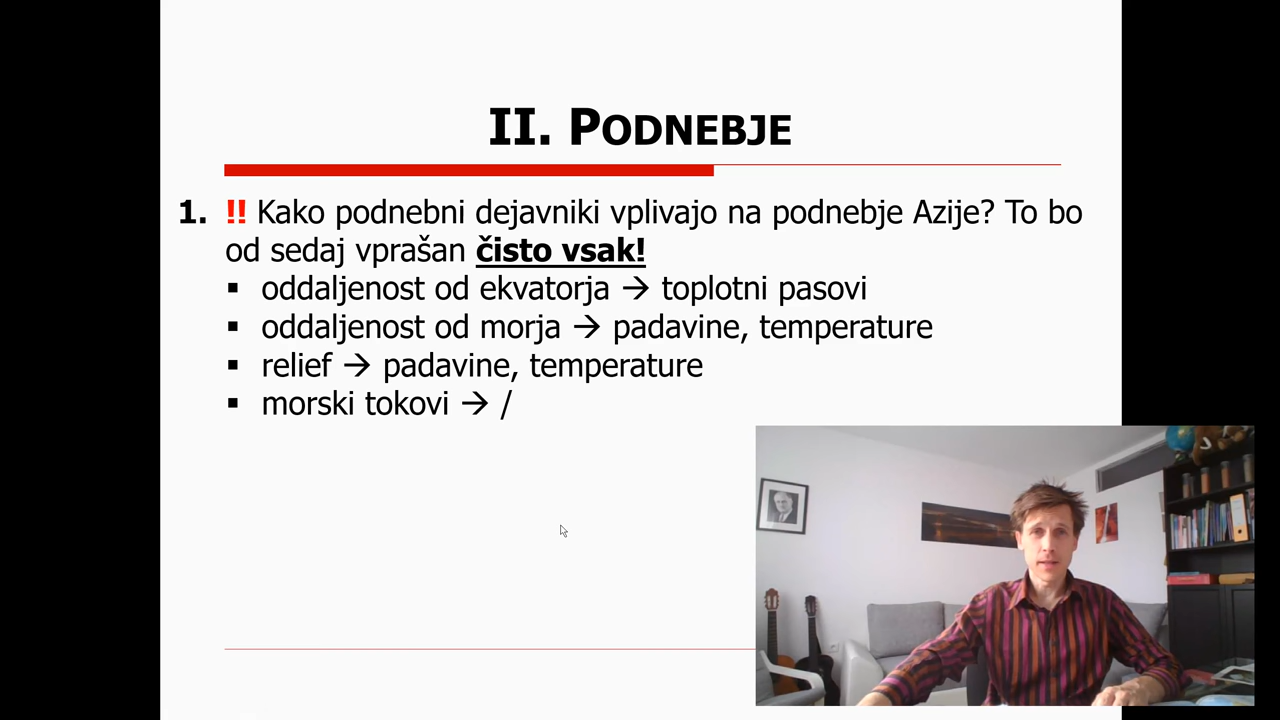 II. PODNEBJE
1. !! Kako podnebni dejavniki vplivajo na podnebje Azije? To bo
od sedaj vprašan čisto vsak!
▪ oddaljenost od ekvatorja → toplotni pasovi
▪ oddaljenost od morja → padavine, temperature
▪ relief → padavine, temperature
▪ morski tokovi → /